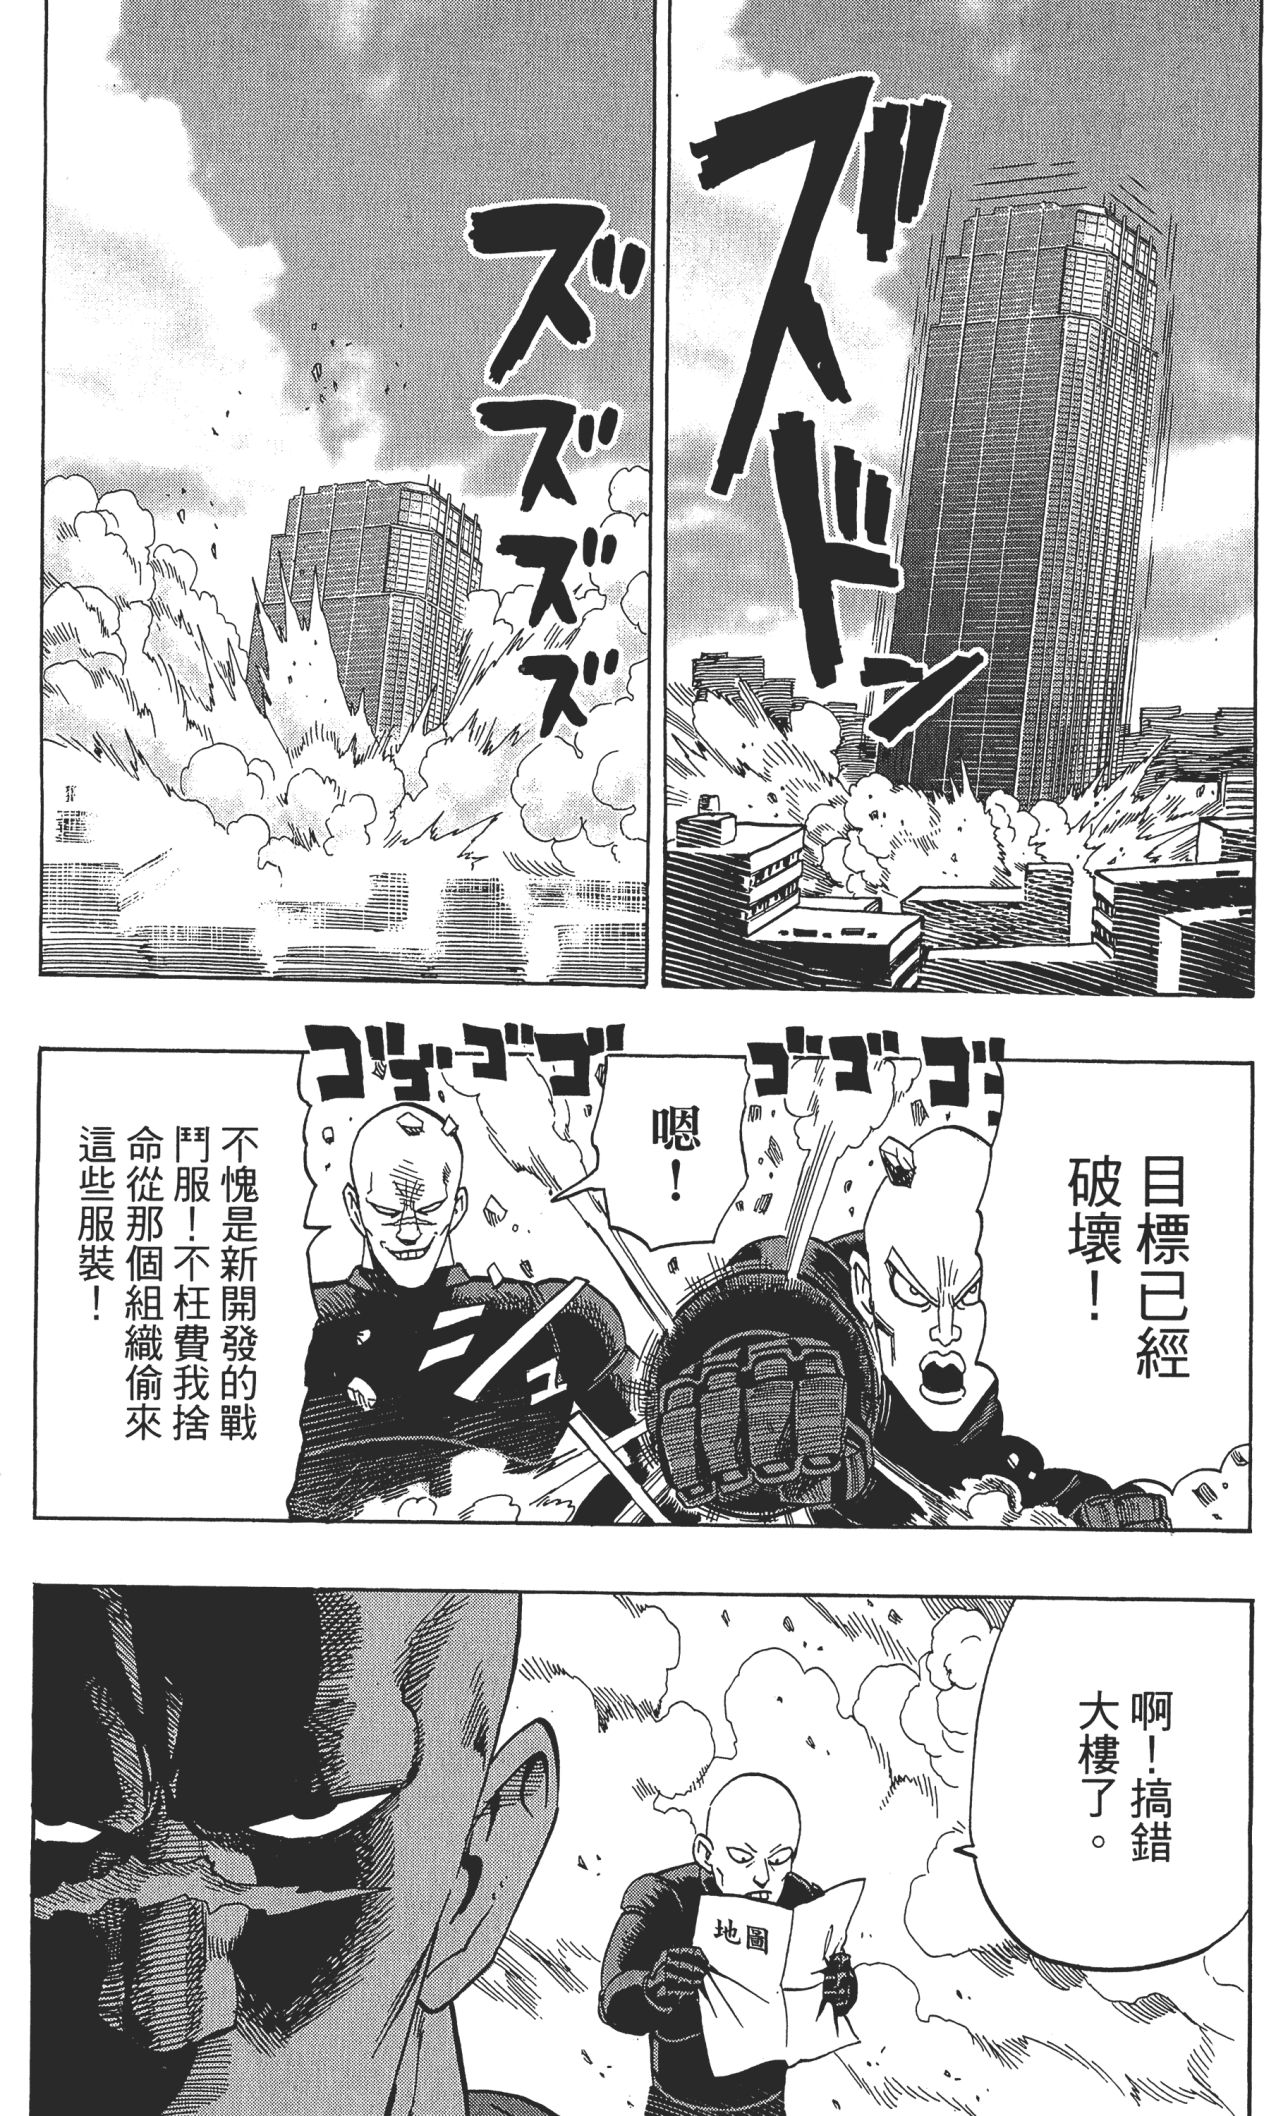 ズドン
ズズズズ
目標已經
破壞！
ゴゴゴ
嗯！
ゴゴゴゴ
不愧是新開發的戰
鬥服！不枉費我捨
命從那個組織偷來
這些服裝！
啊！搞錯
大樓了。
地圖